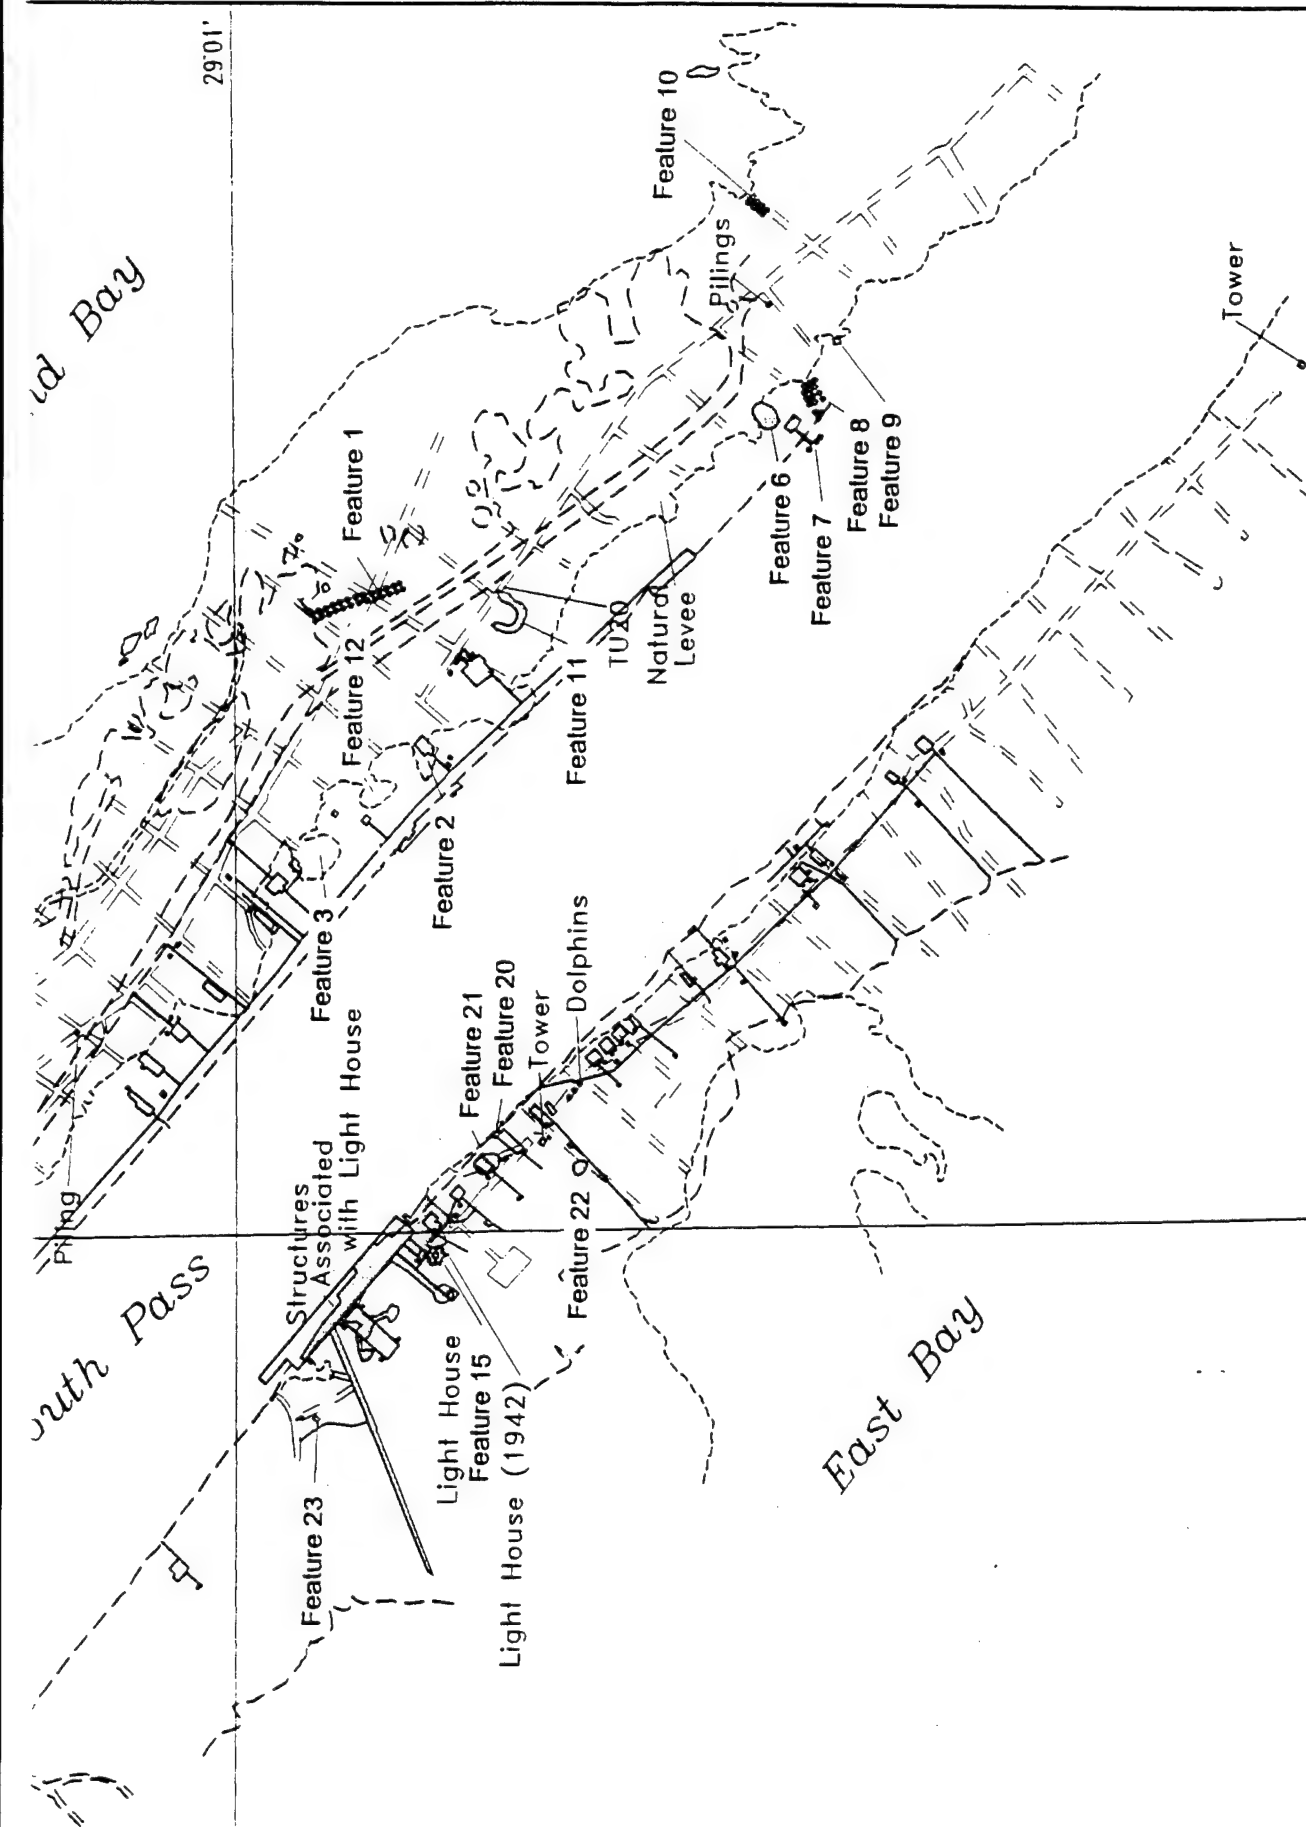 29°01'
Feature 10
Pilings
Tower
Feature 1
Feature 8
Feature 9
Feature 6
Feature 7
TU20
Natural
Levee
Feature 12
Feature 11
Feature 2
Feature 3
Dolphins
Feature 21
Feature 20
Tower
Structures
Associated
with Light House
Piling
Feature 22
Pass
Bay
East Bay
Light House
Feature 15
Light House (1942)
Feature 23